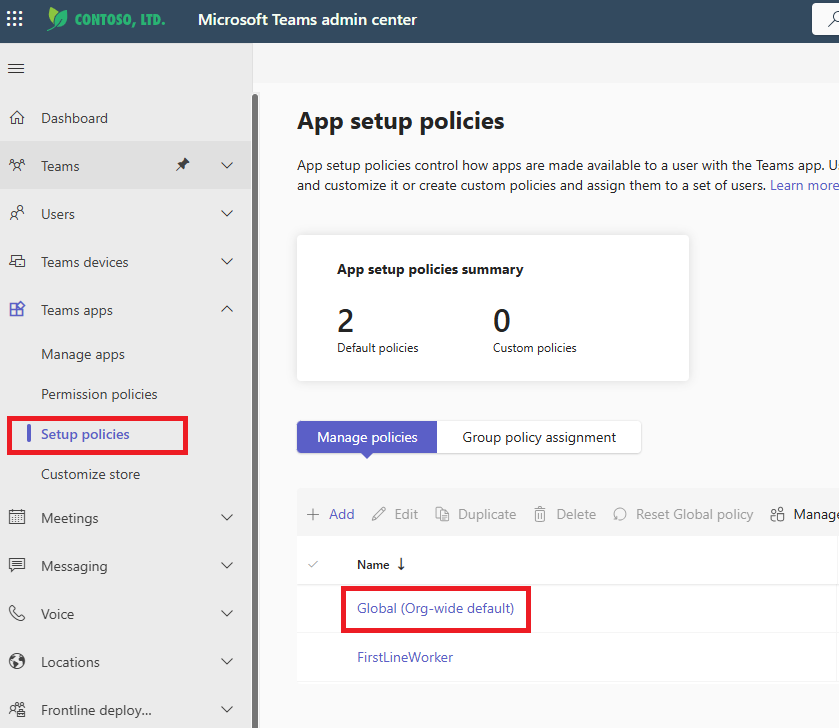 CONTOSO, LTD.
Microsoft Teams admin center
Dashboard
Teams
Users
Teams devices
Teams apps
Manage apps
Permission policies
Setup policies
Customize store
Meetings
Messaging
Voice
Locations
Frontline deploy...
App setup policies
App setup policies control how apps are made available to a user with the Teams app.
and customize it or create custom policies and assign them to a set of users. Learn more
App setup policies summary
2 0
Default policies Custom policies
Manage policies Group policy assignment
Add Edit Duplicate Delete Reset Global policy Manage
Name ↓
Global (Org-wide default)
FirstLineWorker